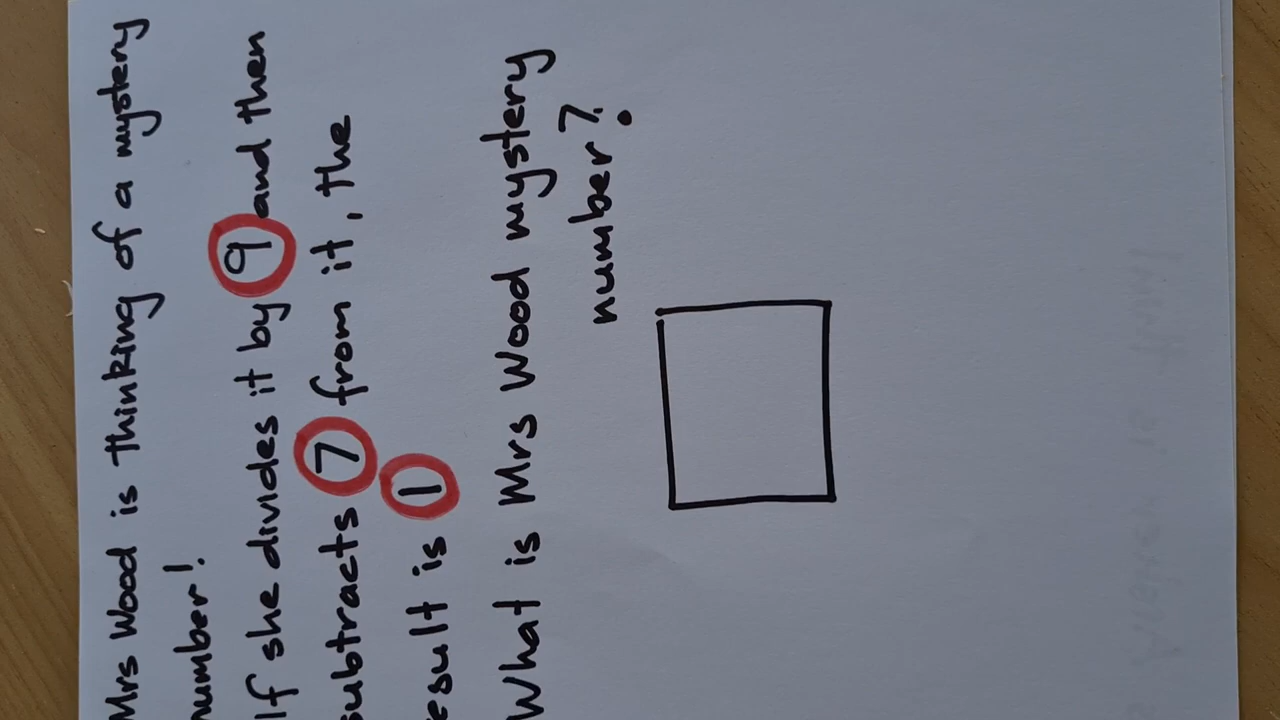 Mrs Wood is thinking of a mystery
number!
If she divides it by 9 and then
subtracts 7 from it, the
esult is 1
What is Mrs Wood mystery
number?